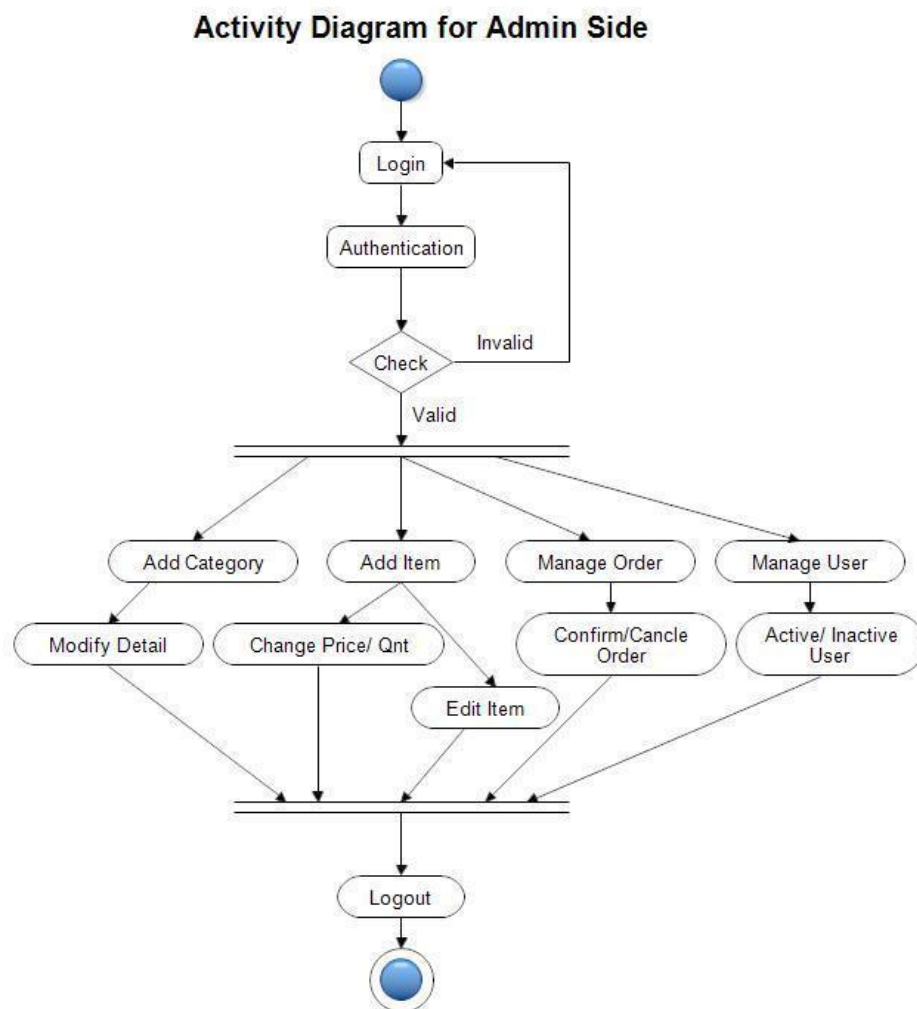 Activity Diagram for Admin Side
Login
Authentication
Check
Invalid
Valid
Add Category
Add Item
Manage Order
Manage User
Modify Detail
Change Price/ Qnt
Confirm/Cancle
Order
Active/ Inactive
User
Edit Item
Logout